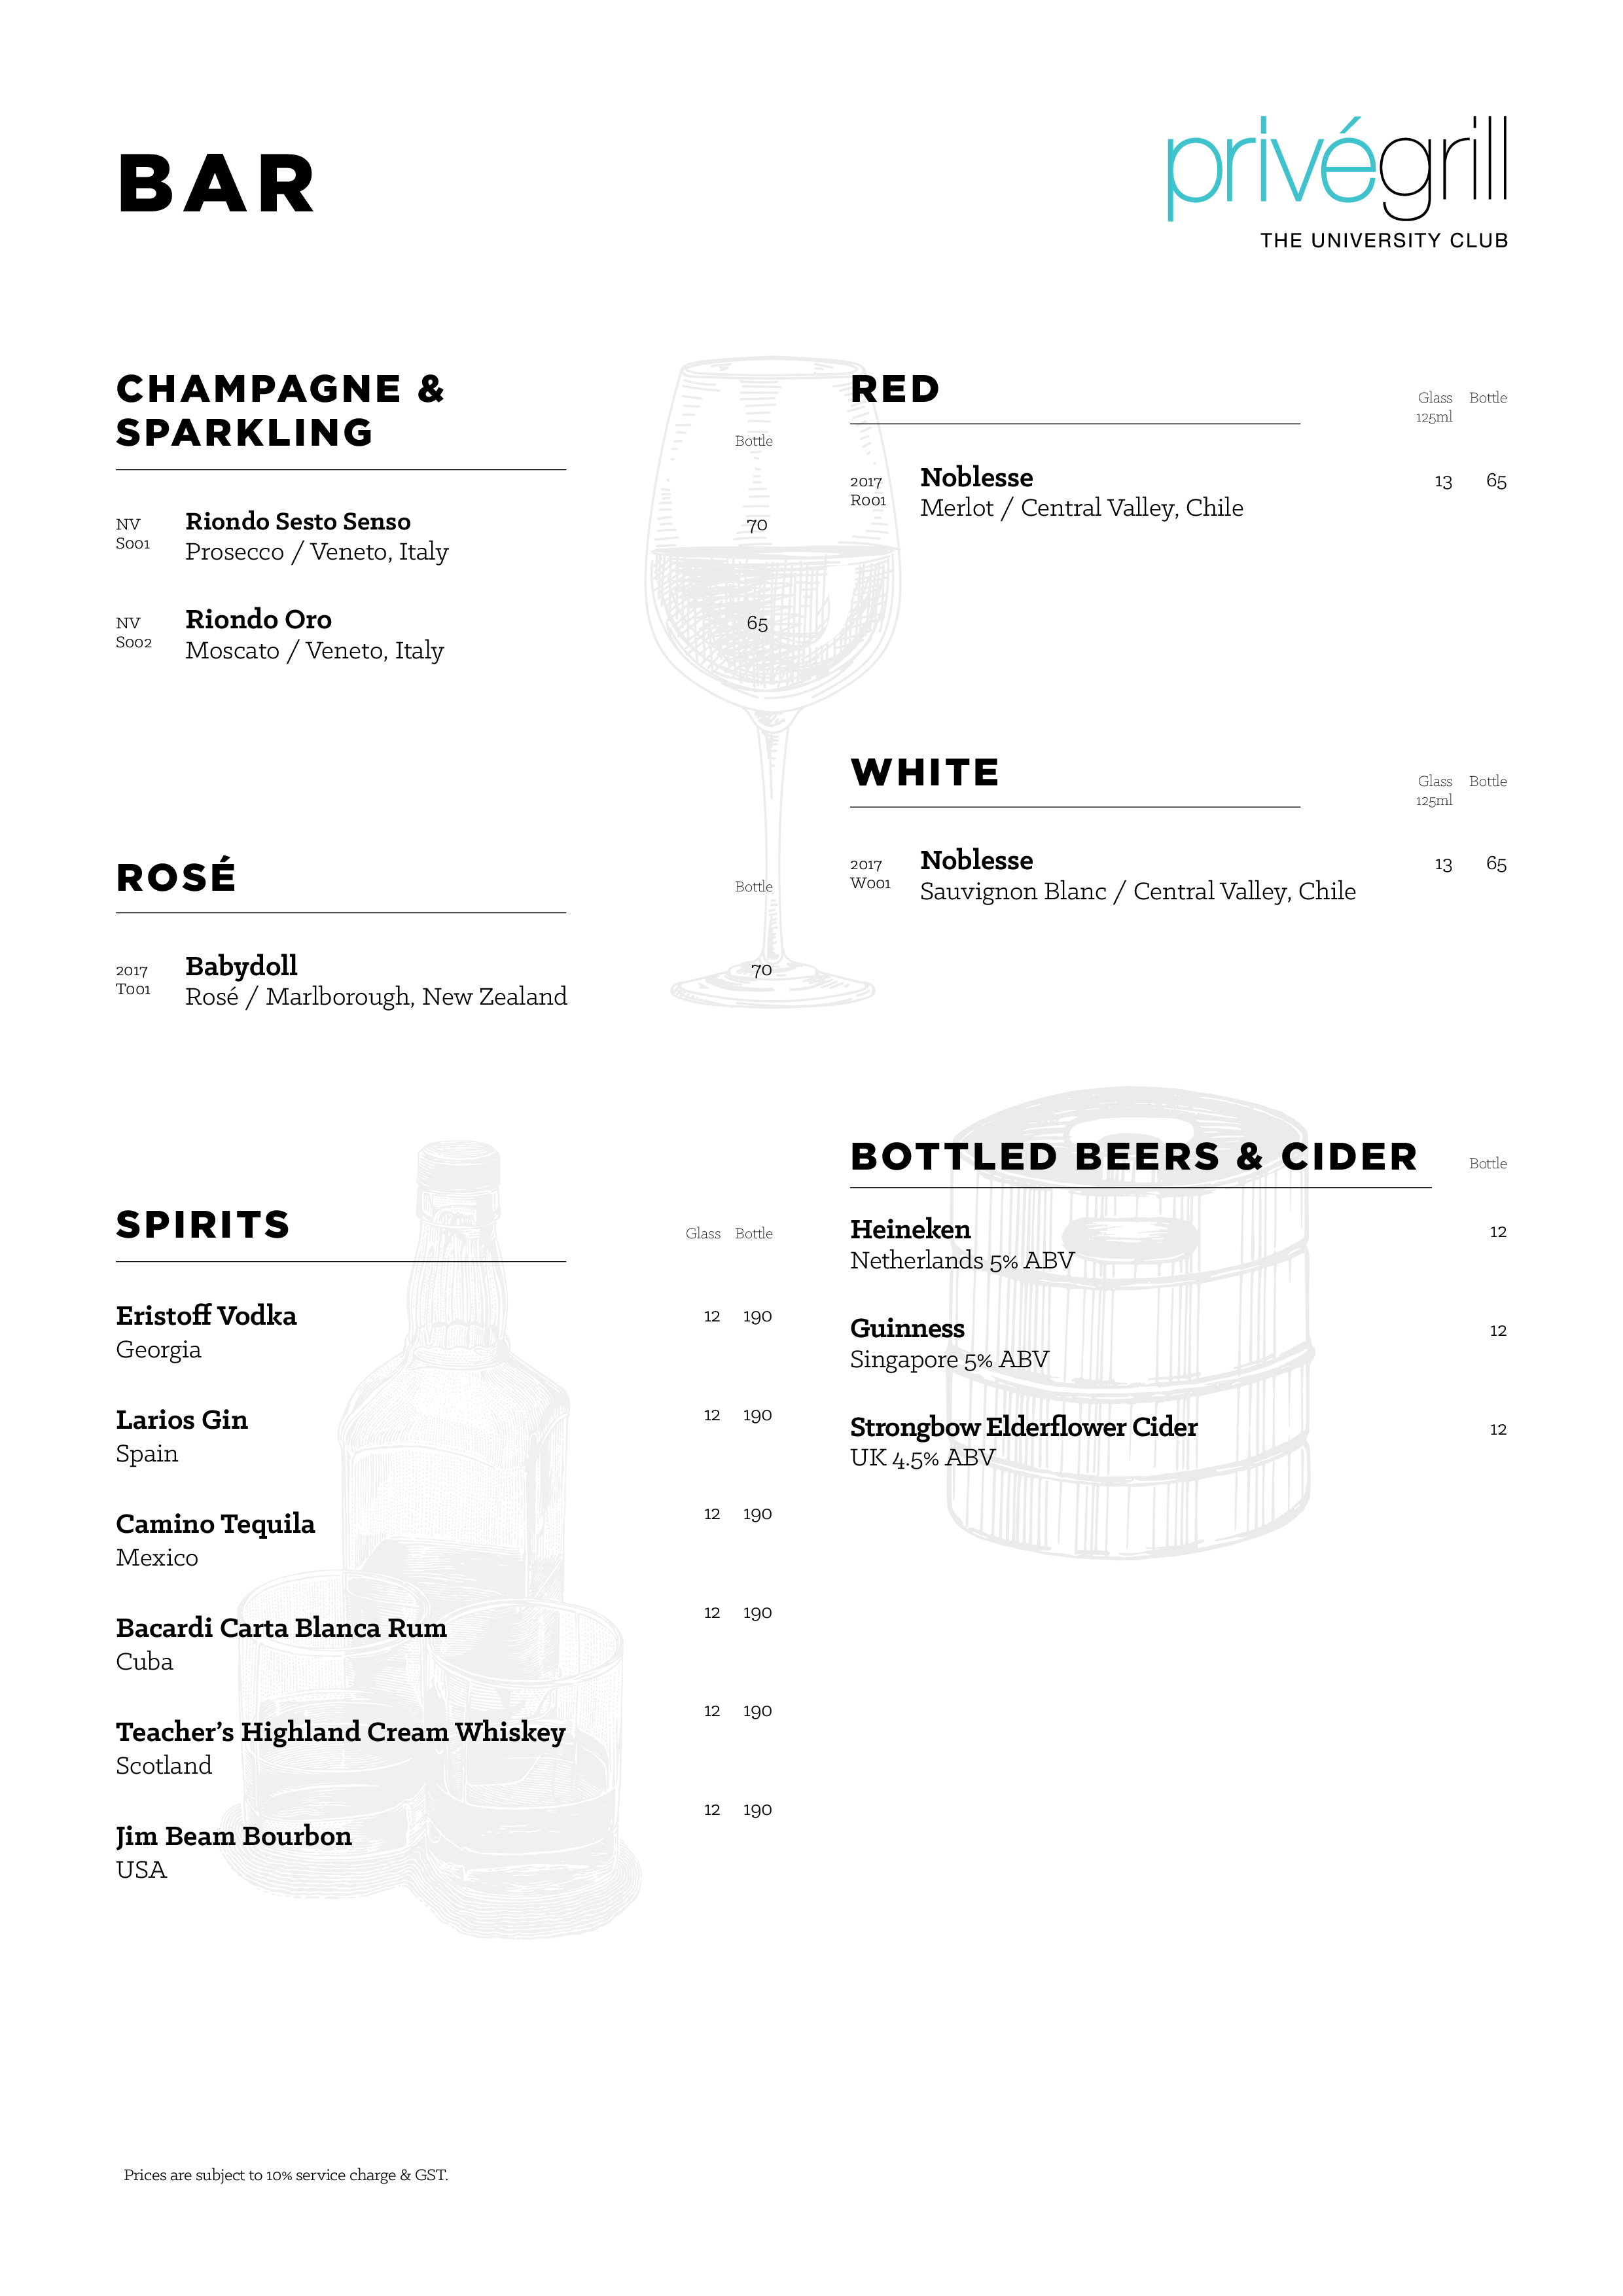 BAR
privégrill
THE UNIVERSITY CLUB
CHAMPAGNE &
SPARKLING
Bottle
NV
S001
Riondo Sesto Senso
Prosecco / Veneto, Italy
70
NV
S002
Riondo Oro
Moscato / Veneto, Italy
65
ROSÉ
Bottle
2017
T001
Babydoll
Rosé / Marlborough, New Zealand
70
RED
Glass Bottle
125ml
2017
R001
Noblesse
Merlot / Central Valley, Chile
13 65
WHITE
Glass Bottle
125ml
2017
W001
Noblesse
Sauvignon Blanc / Central Valley, Chile
13 65
SPIRITS
Glass Bottle
Eristoff Vodka
Georgia
12 190
Larios Gin
Spain
12 190
Camino Tequila
Mexico
12 190
Bacardi Carta Blanca Rum
Cuba
12 190
Teacher’s Highland Cream Whiskey
Scotland
12 190
Jim Beam Bourbon
USA
12 190
BOTTLED BEERS & CIDER
Bottle
Heineken
Netherlands 5% ABV
12
Guinness
Singapore 5% ABV
12
Strongbow Elderflower Cider
UK 4.5% ABV
12
Prices are subject to 10% service charge & GST.